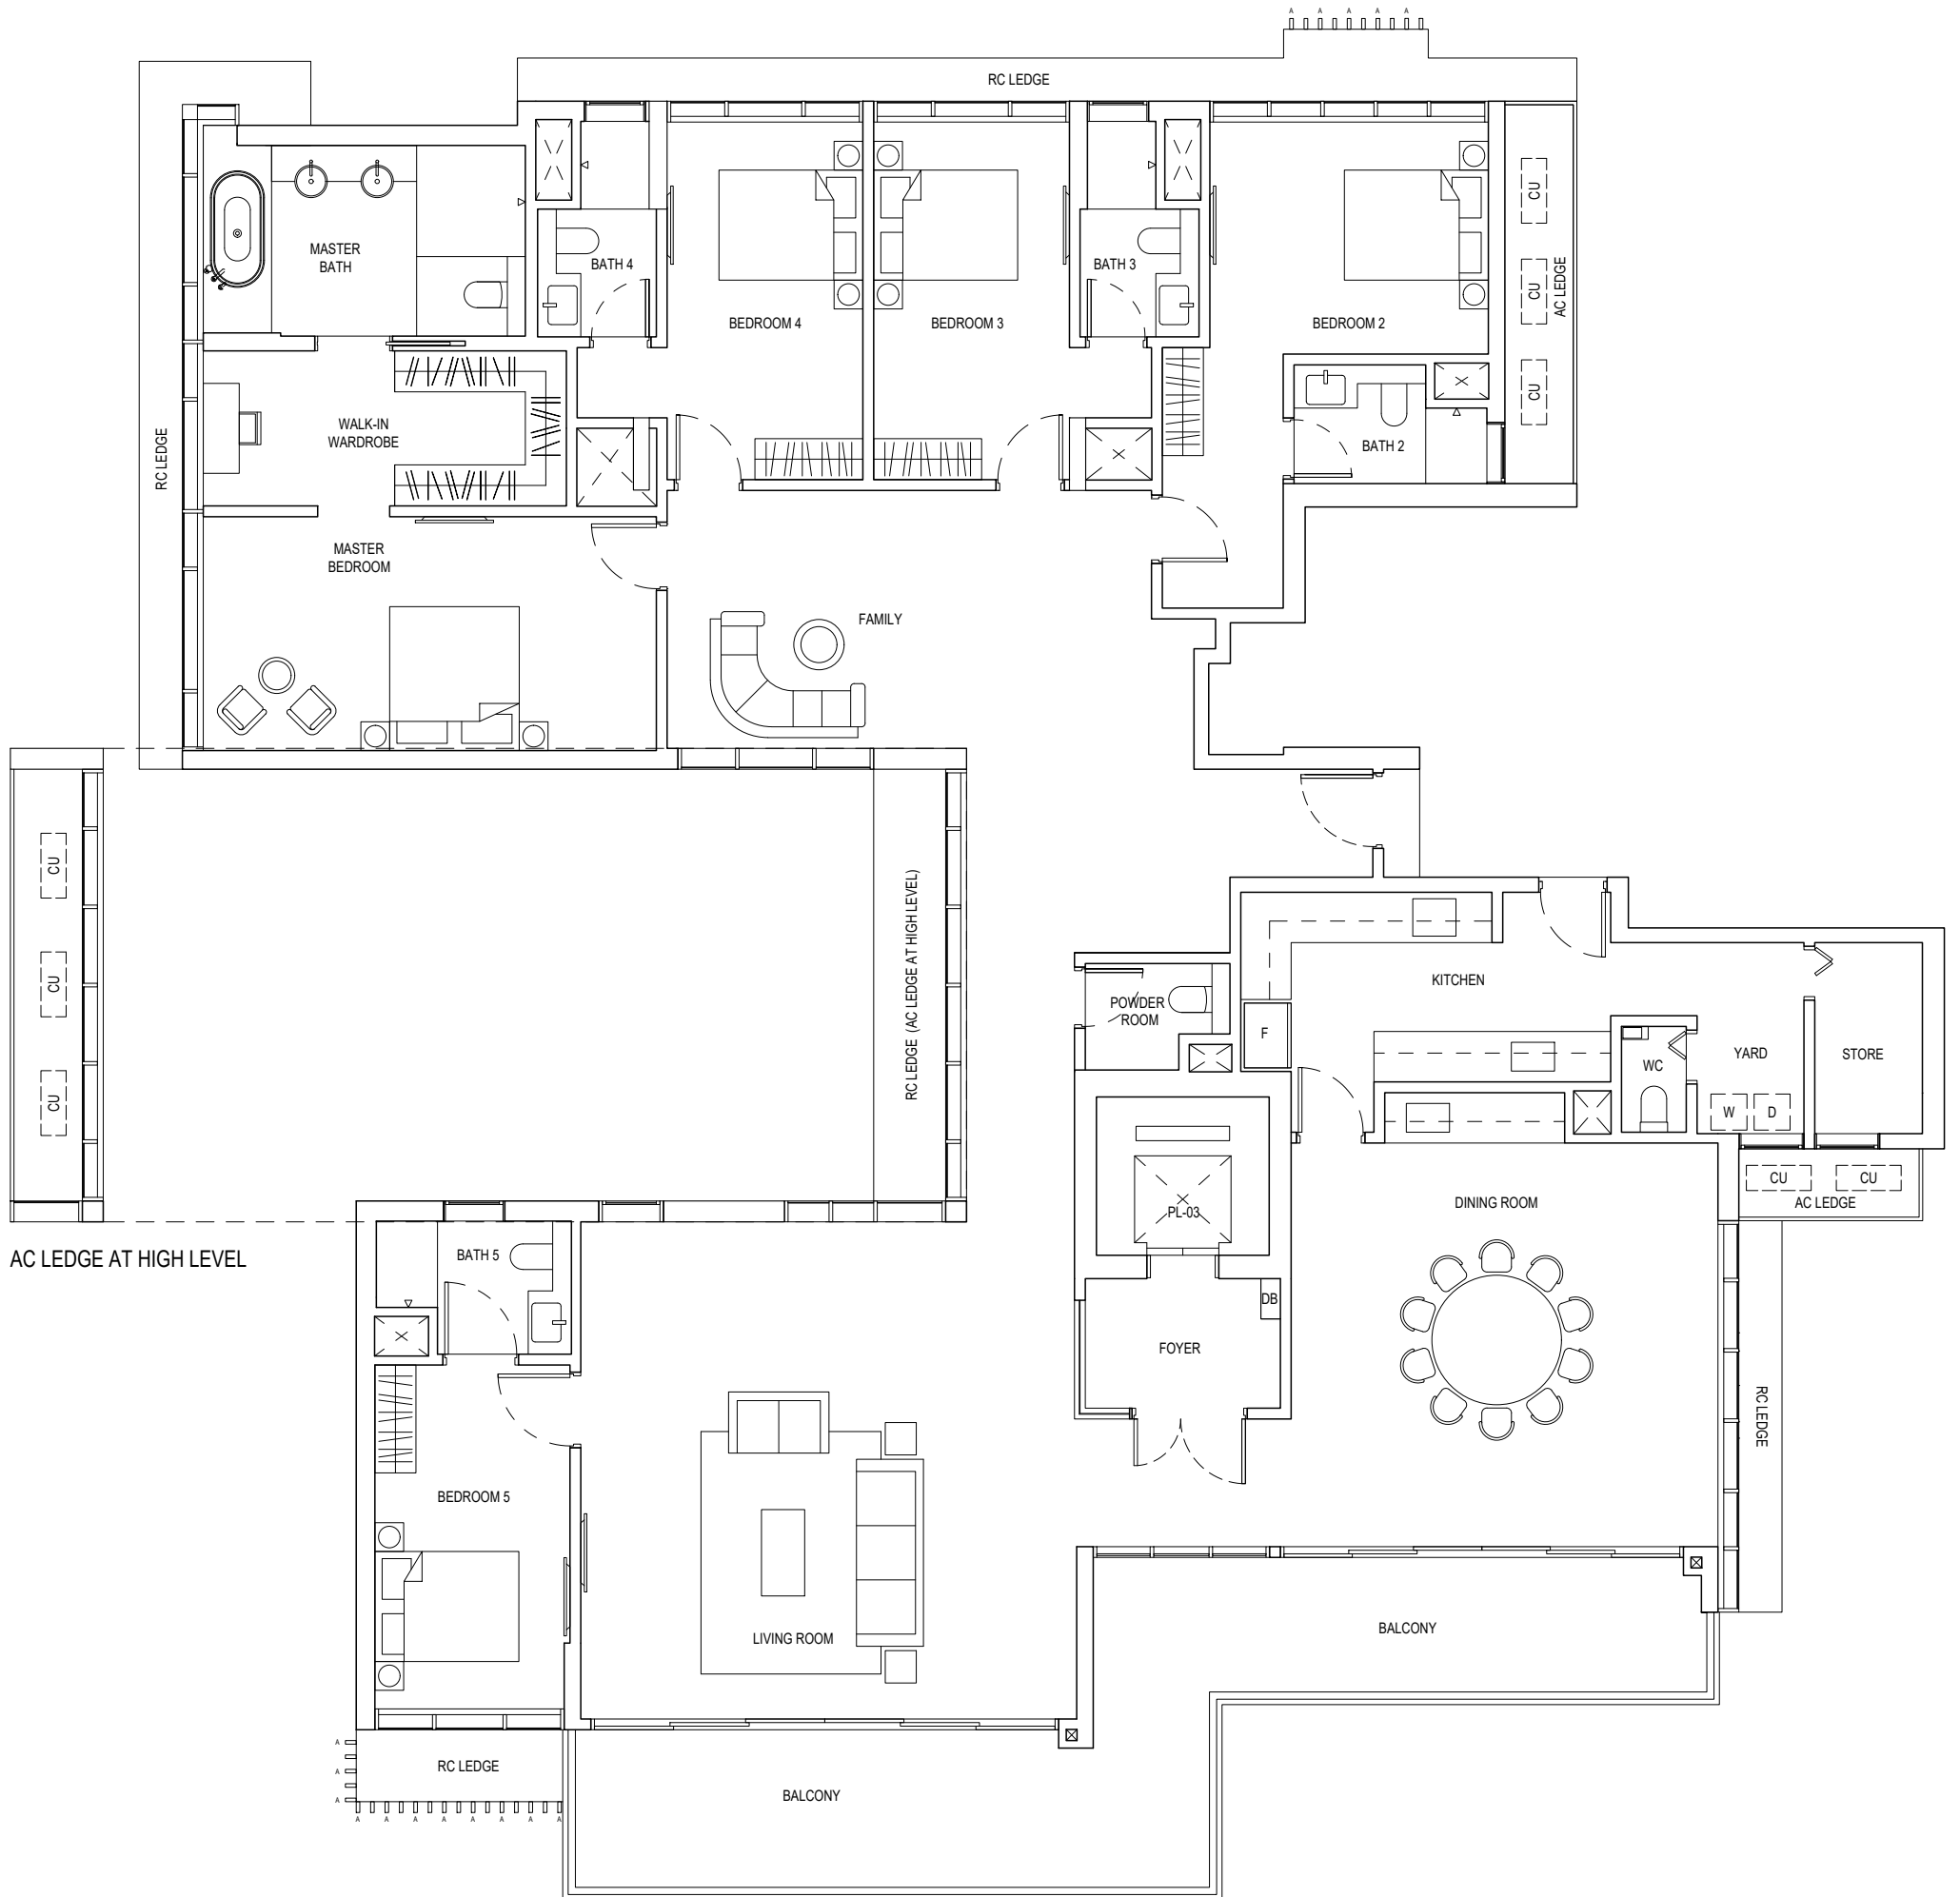 A A A A A
RC LEDGE
MASTER
BATH
BATH 4
BATH 3
CU
CU
CU
AC LEDGE
BEDROOM 4
BEDROOM 3
BEDROOM 2
WALK-IN
WARDROBE
BATH 2
RC LEDGE
MASTER
BEDROOM
FAMILY
CU
CU
CU
RC LEDGE (AC LEDGE AT HIGH LEVEL)
KITCHEN
POWDER
ROOM
F
WC
YARD
STORE
W
D
CU
CU
AC LEDGE
PL-03
DINING ROOM
AC LEDGE AT HIGH LEVEL
BATH 5
DB
FOYER
RC LEDGE
BEDROOM 5
LIVING ROOM
BALCONY
RC LEDGE
BALCONY
A
A
A
A A A A A A A A